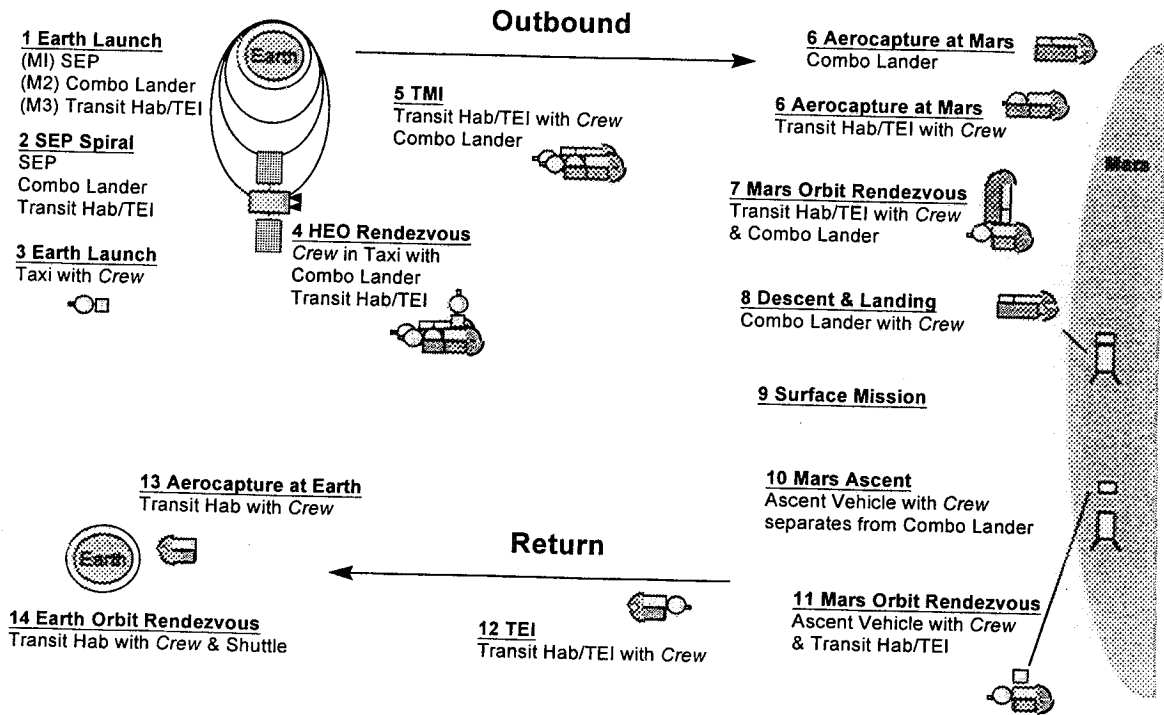 Outbound
1 Earth Launch
(MI) SEP
(M2) Combo Lander
(M3) Transit Hab/TEI
Earth
2 SEP Spiral
SEP
Combo Lander
Transit Hab/TEI
3 Earth Launch
Taxi with Crew
4 HEO Rendezvous
Crew in Taxi with
Combo Lander
Transit Hab/TEI
5 TMI
Transit Hab/TEI with Crew
Combo Lander
6 Aerocapture at Mars
Combo Lander
6 Aerocapture at Mars
Transit Hab/TEI with Crew
Mars
7 Mars Orbit Rendezvous
Transit Hab/TEI with Crew
& Combo Lander
8 Descent & Landing
Combo Lander with Crew
9 Surface Mission
10 Mars Ascent
Ascent Vehicle with Crew
separates from Combo Lander
11 Mars Orbit Rendezvous
Ascent Vehicle with Crew
& Transit Hab/TEI
Return
12 TEI
Transit Hab/TEI with Crew
13 Aerocapture at Earth
Transit Hab with Crew
Earth
14 Earth Orbit Rendezvous
Transit Hab with Crew & Shuttle